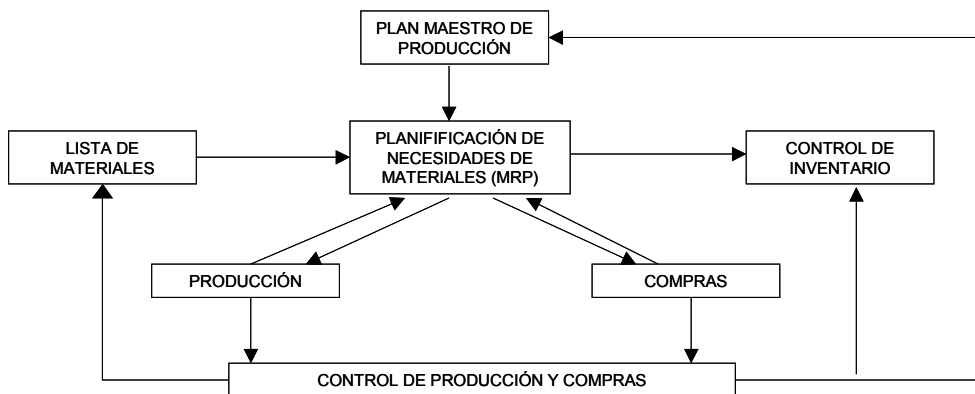 PLAN MAESTRO DE
PRODUCCIÓN
LISTA DE
MATERIALES
PLANIFIFICACIÓN DE
NECESIDADES DE
MATERIALES (MRP)
CONTROL DE
INVENTARIO
PRODUCCIÓN
COMPRAS
CONTROL DE PRODUCCIÓN Y COMPRAS